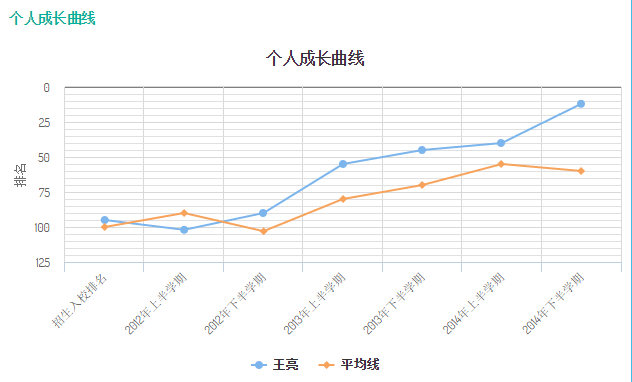 个人成长曲线
个人成长曲线
排名
0
25
50
75
100
125
招生入校排名
2012年上半学期
2012年下半学期
2013年上半学期
2013年下半学期
2014年上半学期
2014年下半学期
王亮 平均线